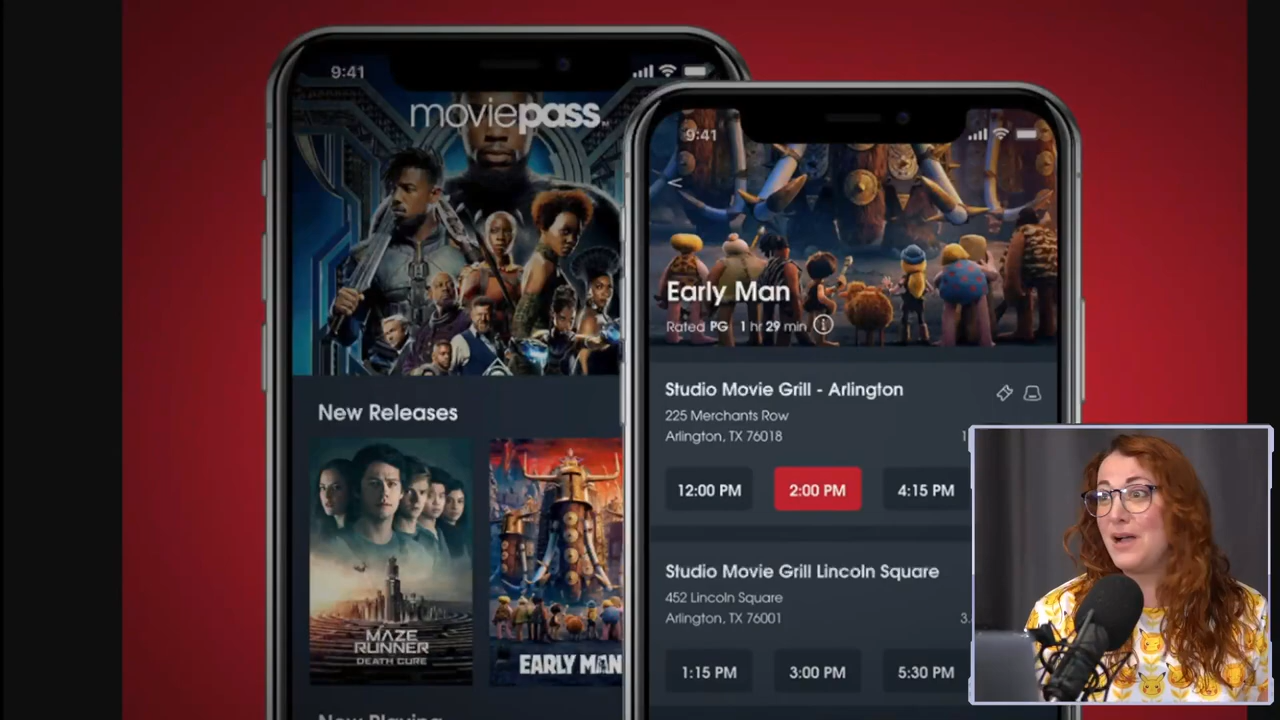 9:41
moviepass
New Releases
MAZE
RUNNER
DEATH CURE
EARLY MAN
9:41
<
Early Man
Rated PG 1 hr 29 min
Studio Movie Grill - Arlington
225 Merchants Row
Arlington, TX 76018
12:00 PM 2:00 PM 4:15 PM
Studio Movie Grill Lincoln Square
452 Lincoln Square
Arlington, TX 76001
1:15 PM 3:00 PM 5:30 PM